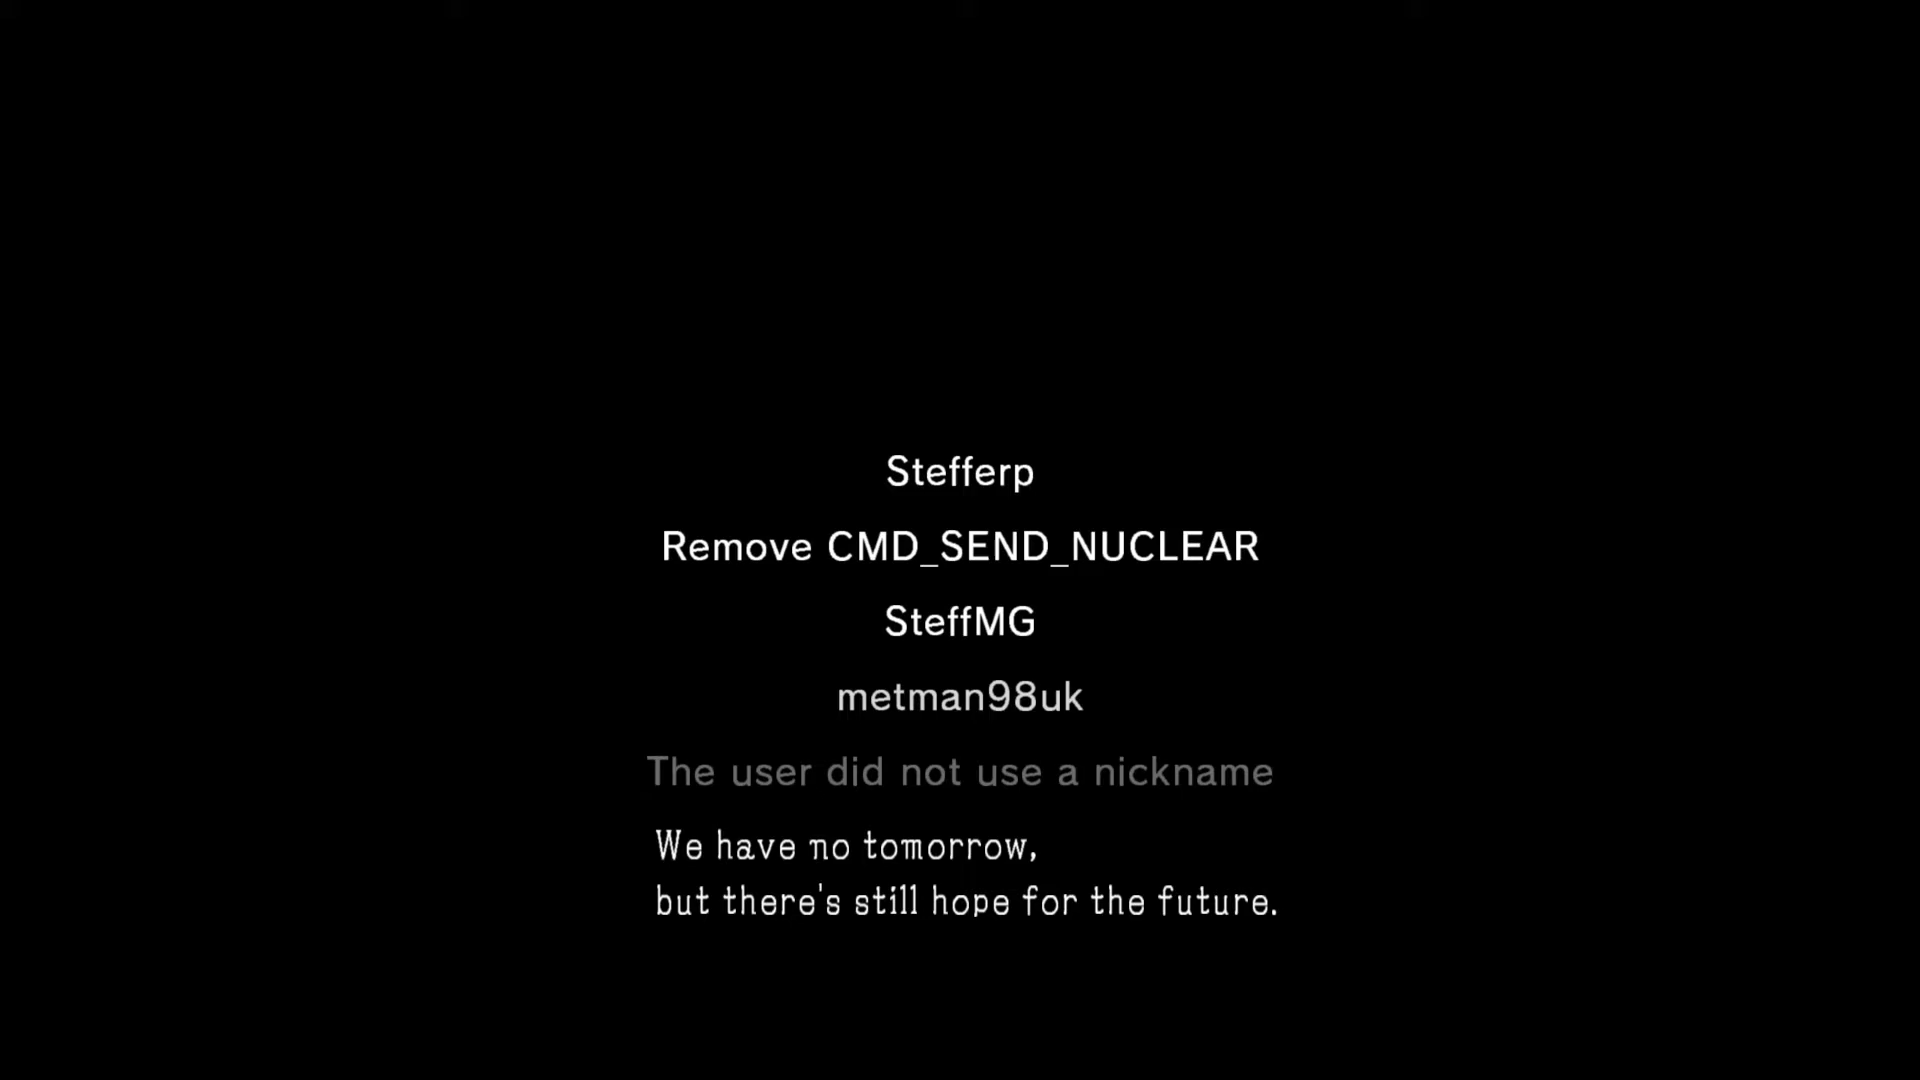 Stefferp
Remove CMD_SEND_NUCLEAR
SteffMG
metman98uk
The user did not use a nickname
We have no tomorrow,
but there's still hope for the future.